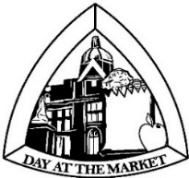 DAY AT THE MARKET